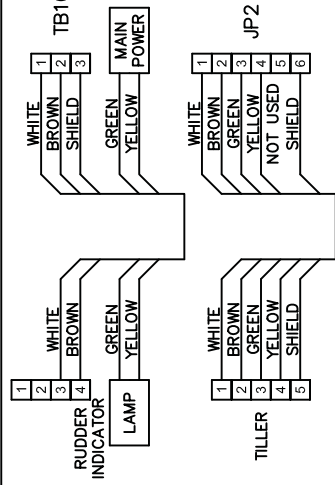 1
2
3
4
RUDDER
INDICATOR
WHITE
BROWN
LAMP
GREEN
YELLOW
WHITE
BROWN
SHIELD
1
2
3
TB1
GREEN
YELLOW
MAIN
POWER
TILLER
1
2
3
4
5
WHITE
BROWN
GREEN
YELLOW
SHIELD
WHITE
BROWN
GREEN
YELLOW
NOT USED
SHIELD
1
2
3
4
5
6
JP2